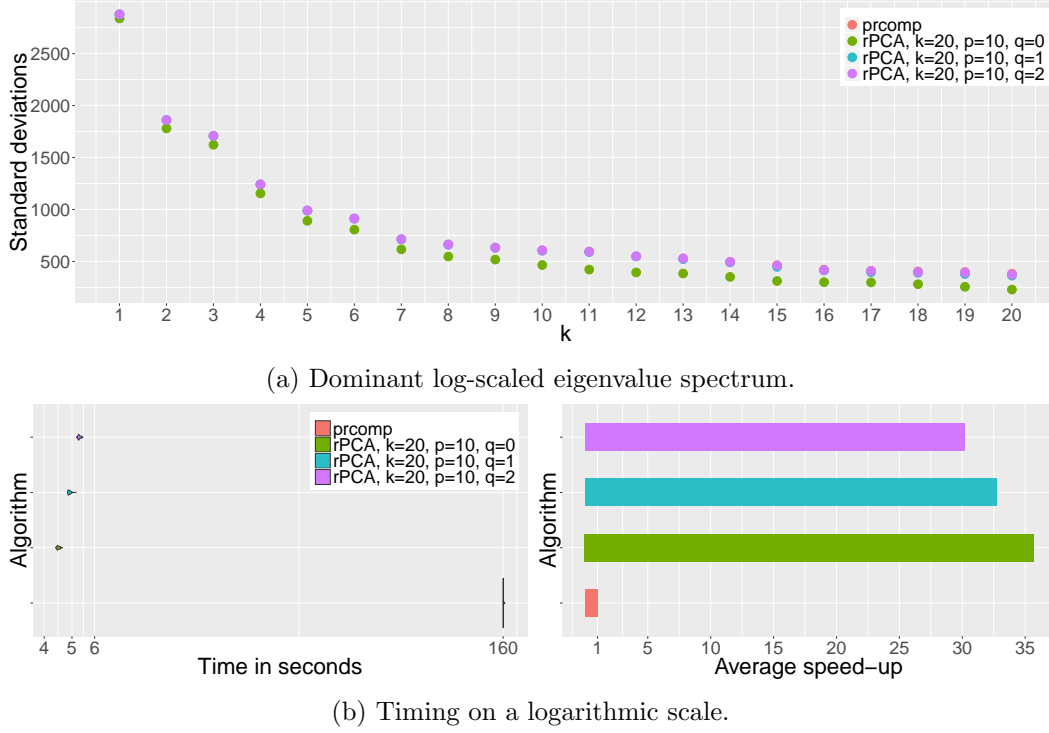 Standard deviations
2500
2000
1500
1000
500
prcomp
rPCA, k=20, p=10, q=0
rPCA, k=20, p=10, q=1
rPCA, k=20, p=10, q=2
1 2 3 4 5 6 7 8 9 10 11 12 13 14 15 16 17 18 19 20
k
(a) Dominant log-scaled eigenvalue spectrum.
Algorithm
prcomp
rPCA, k=20, p=10, q=0
rPCA, k=20, p=10, q=1
rPCA, k=20, p=10, q=2
4 5 6 160
Time in seconds
Algorithm
1 5 10 15 20 25 30 35
Average speed-up
(b) Timing on a logarithmic scale.